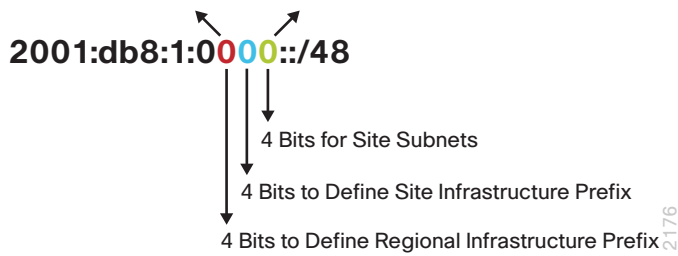 2001:db8:1:0000::/48
4 Bits for Site Subnets
4 Bits to Define Site Infrastructure Prefix
4 Bits to Define Regional Infrastructure Prefix
2176